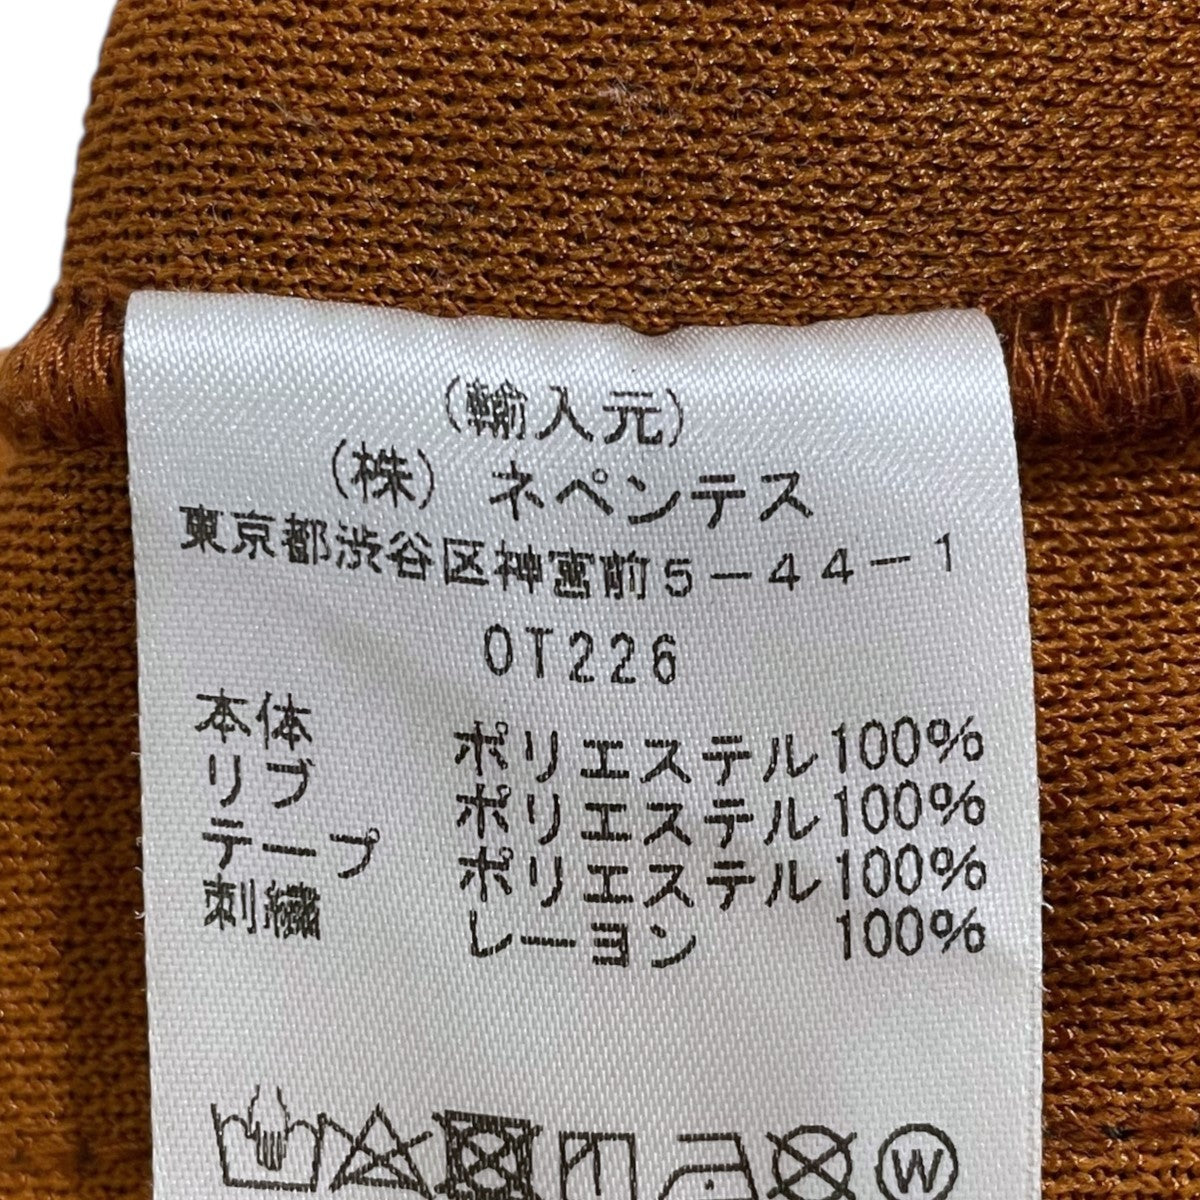 (輸入元)
(株) ネペンテス
東京都渋谷区神宮前5-44-1
OT226
本体 ポリエステル100%
リブ ポリエステル100%
テープ ポリエステル100%
刺繍 レーヨン 100%
W